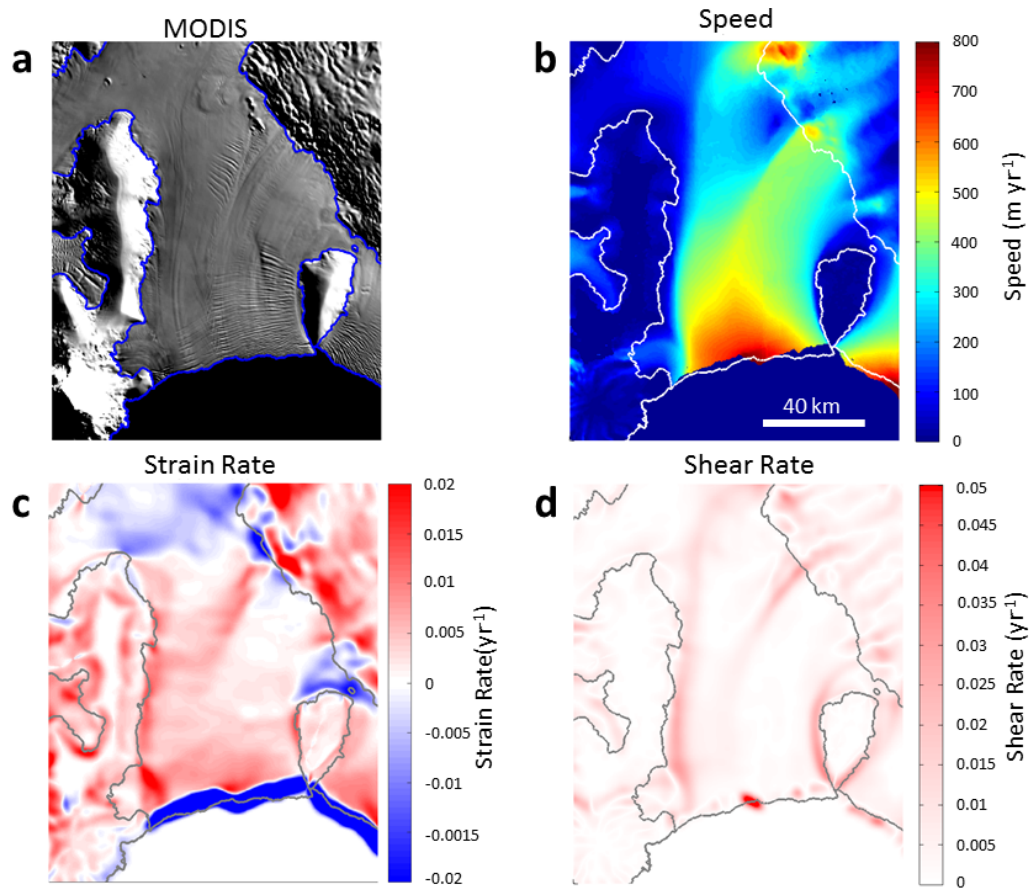 MODIS
Speed
a
b
800
700
600
500
400
300
200
100
0
Speed (m yr-1)
40 km
Strain Rate
Shear Rate
c
d
0.02
0.015
0.01
0.005
0
-0.005
-0.01
-0.0015
-0.02
Strain Rate(yr-1)
0.05
0.045
0.04
0.035
0.03
0.025
0.02
0.015
0.01
0.005
0
Shear Rate (yr-1)